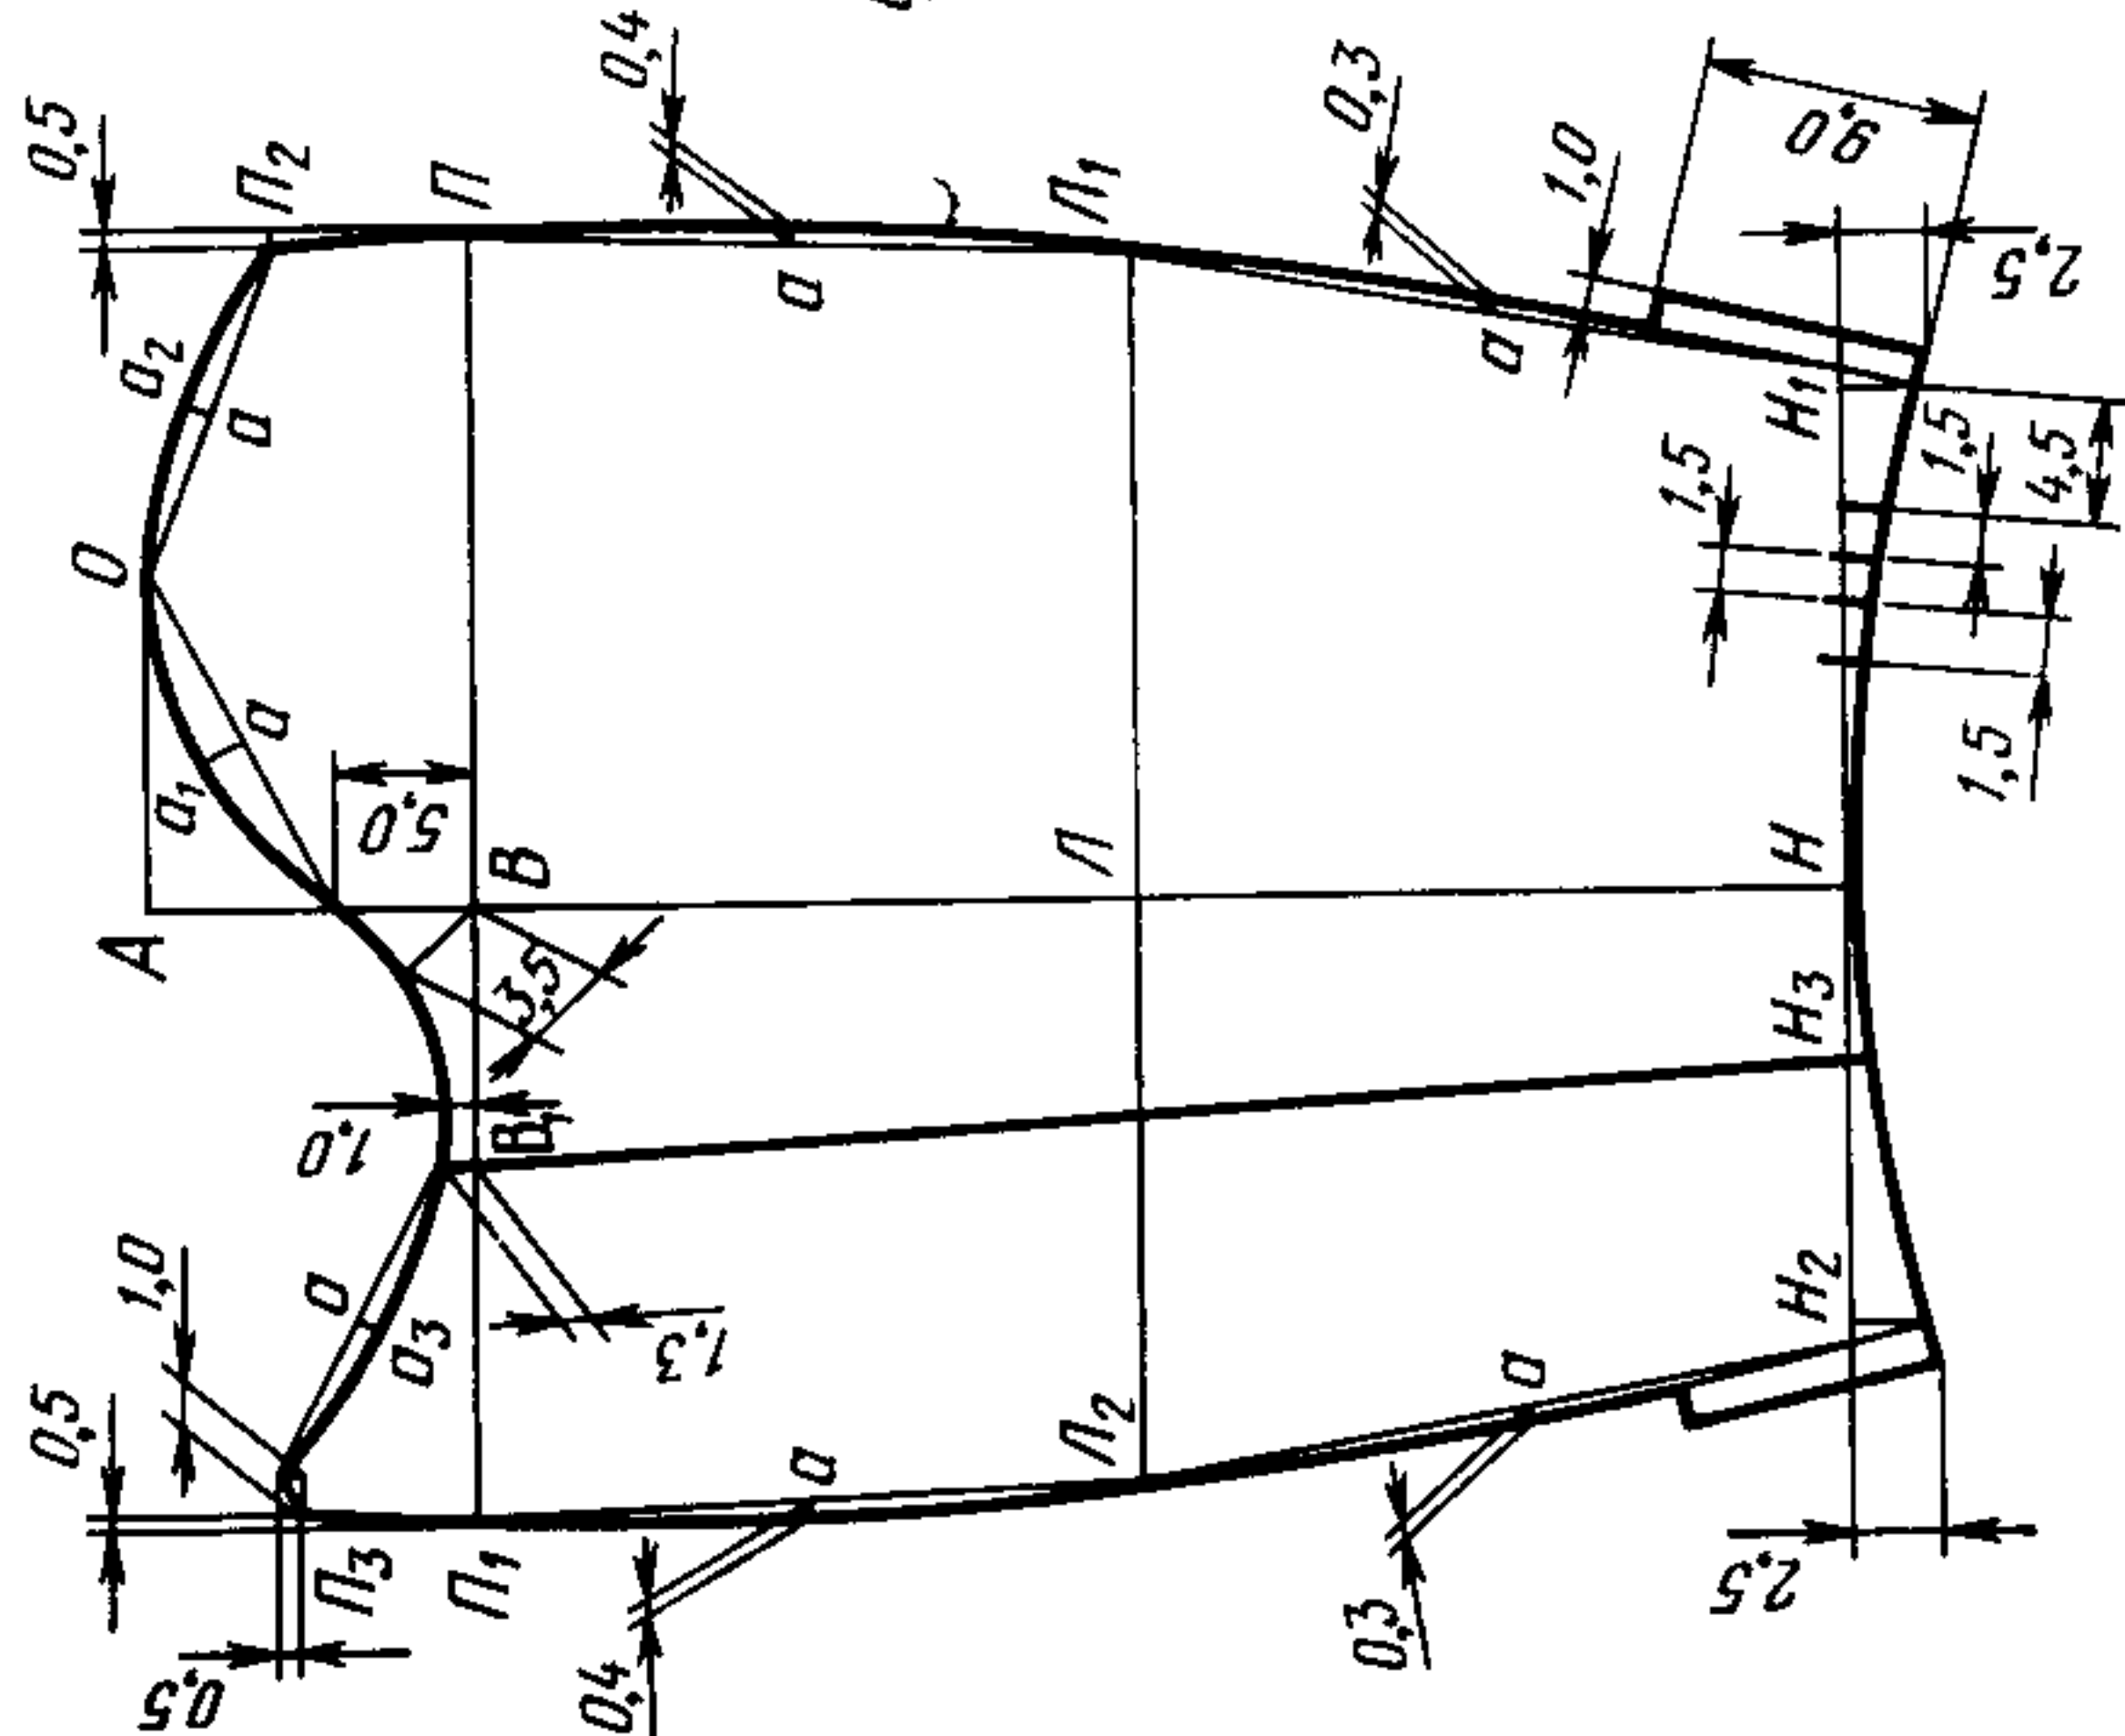 0,5
0,4
П₂
П
0,3
Л₁
1,0
9,0
2,5
а₂
а
а
а
О
Н₁
1,5
1,5
4,5
а
а₁
5,0
В
Л
Н
1,5
А
3,5
Н₃
1,0
В₁
1,0
а
а₃
1,3
Н₂
0,5
Л₂
а
а
П₃
П₁
0,5
0,4
0,3
2,5